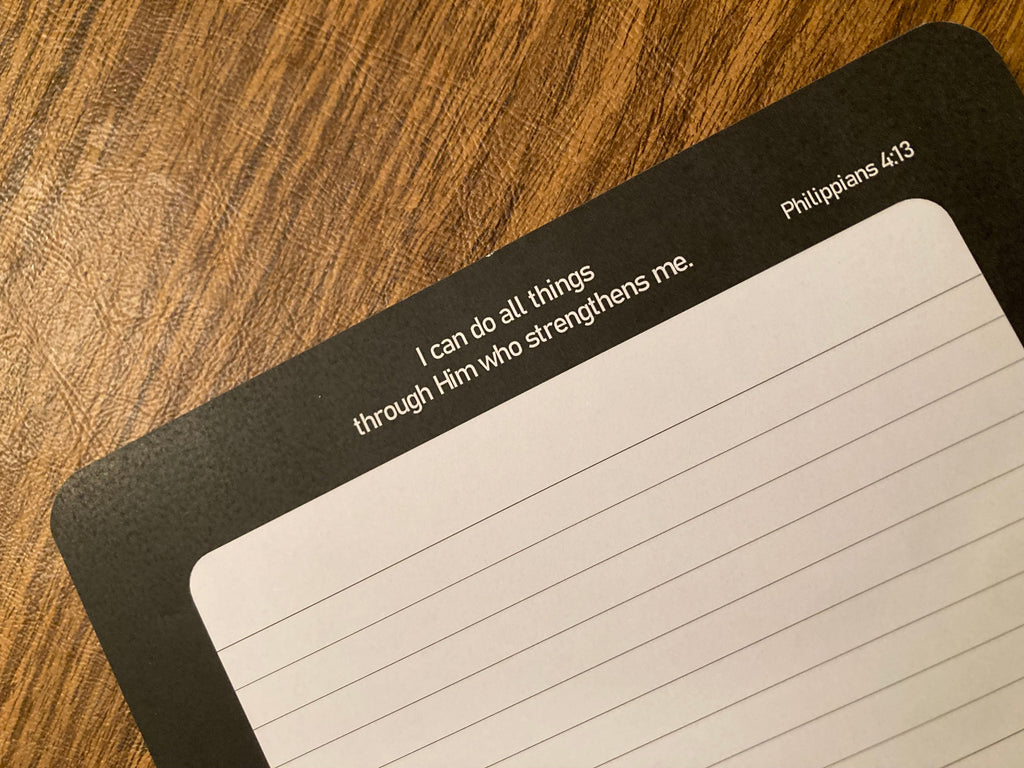 I can do all things
through Him who strengthens me.
Philippians 4:13